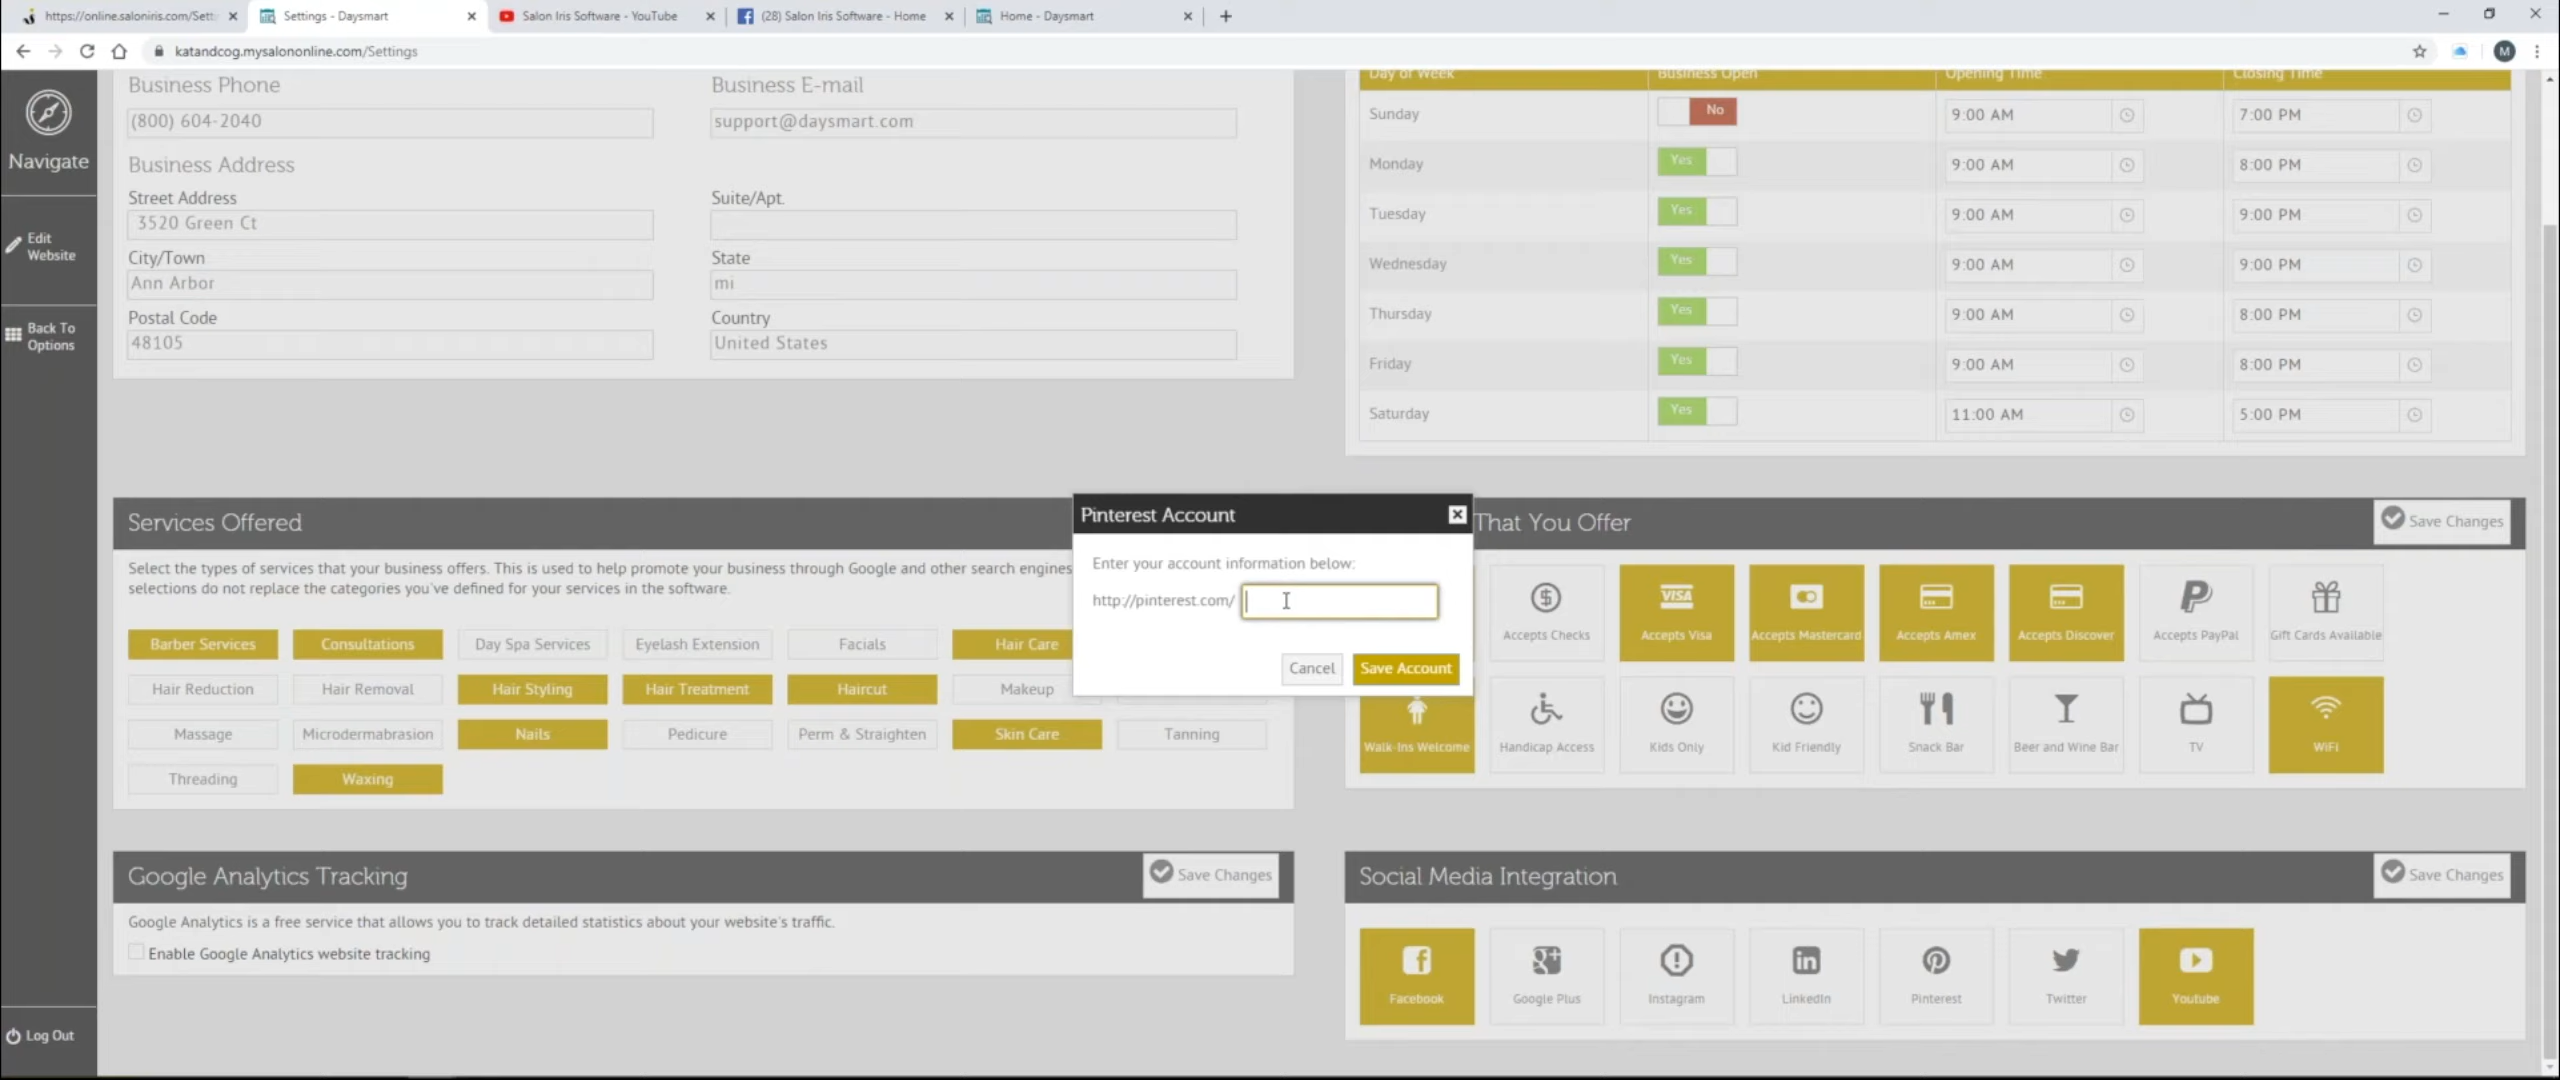 https://online.saloniris.com/Sett
Settings - Daysmart
Salon Iris Software - YouTube
(28) Salon Iris Software - Home
Home - Daysmart
katandcog.mysalononline.com/Settings
M
Navigate
Edit Website
Back To Options
Log Out
Business Phone
Business E-mail
(800) 604-2040
support@daysmart.com
Business Address
Street Address
Suite/Apt.
3520 Green Ct
City/Town
State
Ann Arbor
mi
Postal Code
Country
48105
United States
Day of Week Business Open Opening Time Closing Time
Sunday No 9:00 AM 7:00 PM
Monday Yes 9:00 AM 8:00 PM
Tuesday Yes 9:00 AM 9:00 PM
Wednesday Yes 9:00 AM 9:00 PM
Thursday Yes 9:00 AM 8:00 PM
Friday Yes 9:00 AM 8:00 PM
Saturday Yes 11:00 AM 5:00 PM
Services Offered
Select the types of services that your business offers. This is used to help promote your business through Google and other search engines
selections do not replace the categories you've defined for your services in the software.
Barber Services Consultations Day Spa Services Eyelash Extension Facials Hair Care
Hair Reduction Hair Removal Hair Styling Hair Treatment Haircut Makeup
Massage Microdermabrasion Nails Pedicure Perm & Straighten Skin Care Tanning
Threading Waxing
Pinterest Account
Enter your account information below:
http://pinterest.com/
Cancel
Save Account
That You Offer
Save Changes
Accepts Checks
VISA
Accepts Visa Accepts Mastercard Accepts Amex Accepts Discover Accepts PayPal Gift Cards Available
Walk-Ins Welcome Handicap Access Kids Only Kid Friendly Snack Bar Beer and Wine Bar TV WiFi
Google Analytics Tracking
Save Changes
Google Analytics is a free service that allows you to track detailed statistics about your website's traffic.
Enable Google Analytics website tracking
Social Media Integration
Save Changes
Facebook Google Plus Instagram LinkedIn Pinterest Twitter Youtube